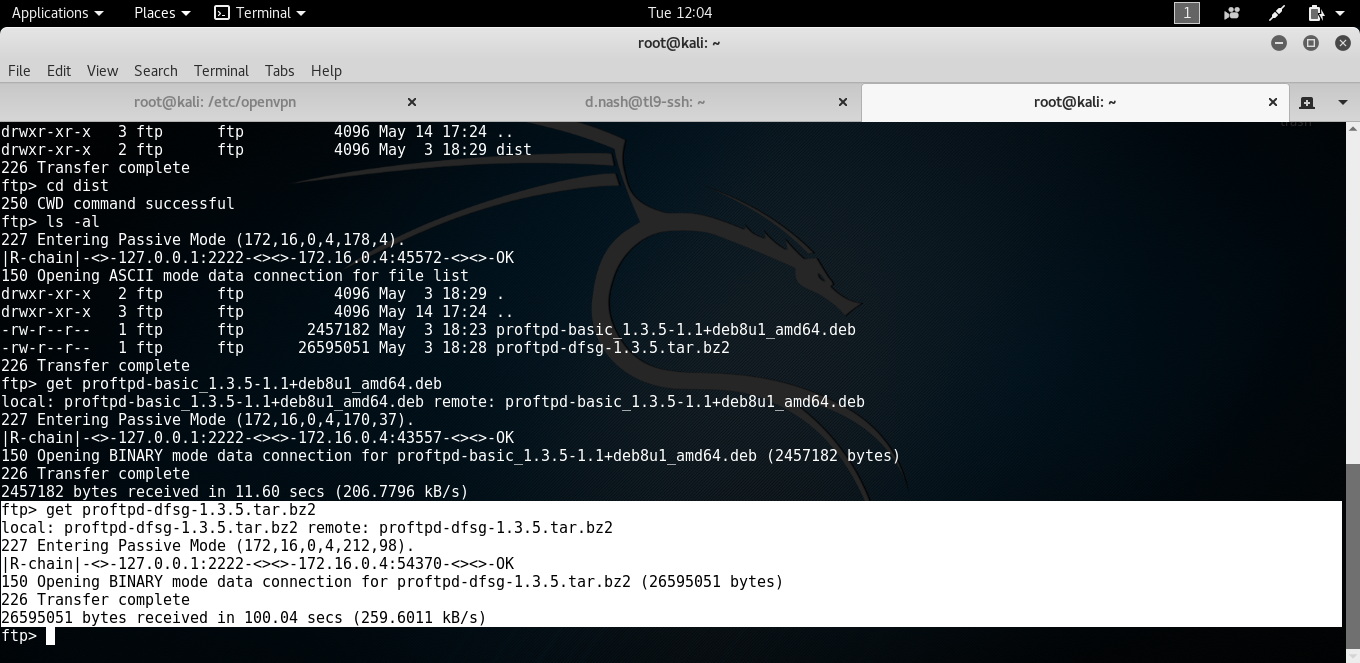 Applications Places Terminal Tue 12:04 1
root@kali: ~
File Edit View Search Terminal Tabs Help
root@kali: /etc/openvpn d.nash@tl9-ssh: ~ root@kali: ~
drwxr-xr-x   3 ftp      ftp          4096 May 14 17:24 ..
drwxr-xr-x   2 ftp      ftp          4096 May  3 18:29 dist
226 Transfer complete
ftp> cd dist
250 CWD command successful
ftp> ls -al
227 Entering Passive Mode (172,16,0,4,178,4).
|R-chain|-<>-127.0.0.1:2222-<><>-172.16.0.4:45572-<><>-OK
150 Opening ASCII mode data connection for file list
drwxr-xr-x   2 ftp      ftp          4096 May  3 18:29 .
drwxr-xr-x   3 ftp      ftp          4096 May 14 17:24 ..
-rw-r--r--   1 ftp      ftp       2457182 May  3 18:23 proftpd-basic_1.3.5-1.1+deb8u1_amd64.deb
-rw-r--r--   1 ftp      ftp      26595051 May  3 18:28 proftpd-dfsg-1.3.5.tar.bz2
226 Transfer complete
ftp> get proftpd-basic_1.3.5-1.1+deb8u1_amd64.deb
local: proftpd-basic_1.3.5-1.1+deb8u1_amd64.deb remote: proftpd-basic_1.3.5-1.1+deb8u1_amd64.deb
227 Entering Passive Mode (172,16,0,4,170,37).
|R-chain|-<>-127.0.0.1:2222-<><>-172.16.0.4:43557-<><>-OK
150 Opening BINARY mode data connection for proftpd-basic_1.3.5-1.1+deb8u1_amd64.deb (2457182 bytes)
226 Transfer complete
2457182 bytes received in 11.60 secs (206.7796 kB/s)
ftp> get proftpd-dfsg-1.3.5.tar.bz2
local: proftpd-dfsg-1.3.5.tar.bz2 remote: proftpd-dfsg-1.3.5.tar.bz2
227 Entering Passive Mode (172,16,0,4,212,98).
|R-chain|-<>-127.0.0.1:2222-<><>-172.16.0.4:54370-<><>-OK
150 Opening BINARY mode data connection for proftpd-dfsg-1.3.5.tar.bz2 (26595051 bytes)
226 Transfer complete
26595051 bytes received in 100.04 secs (259.6011 kB/s)
ftp>